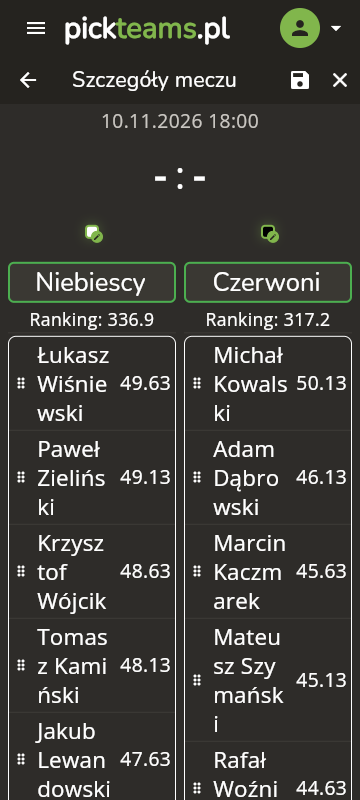 pickteams.pl
Szczegóły meczu
10.11.2026 18:00
- : -
Niebiescy
Ranking: 336.9
Łukasz
Wiśnie 49.63
wski
Paweł
Zielińs 49.13
ki
Krzysz
tof 48.63
Wójcik
Tomas
z Kami 48.13
ński
Jakub
Lewan 47.63
dowski
Czerwoni
Ranking: 317.2
Michał
Kowals 50.13
ki
Adam
Dąbro 46.13
wski
Marcin
Kaczm 45.63
arek
Mateu
sz Szy 45.13
mańsk
i
Rafał
Woźni 44.63